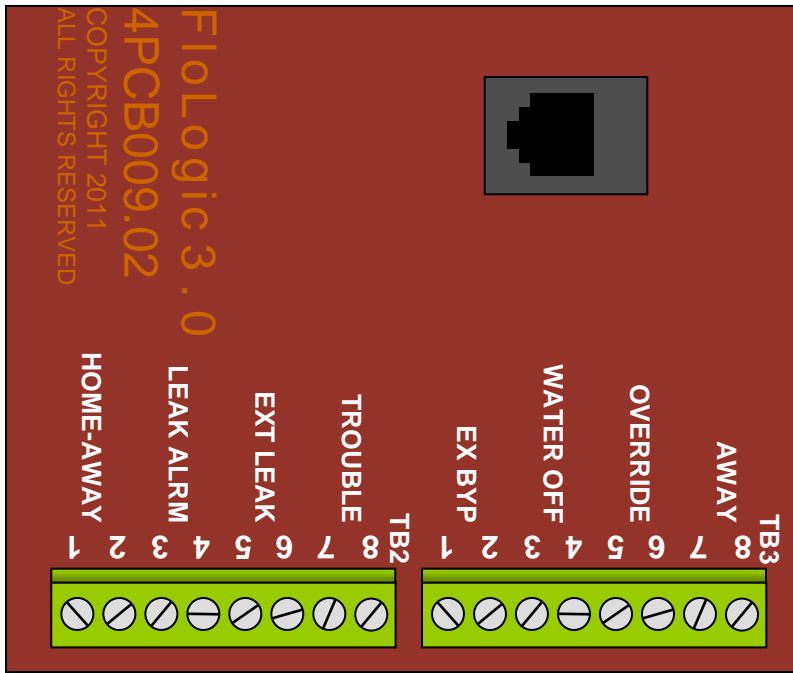 FloLogic 3.0
4PCB009.02
COPYRIGHT 2011
ALL RIGHTS RESERVED
HOME-AWAY
LEAK ALRM
EXT LEAK
TROUBLE
TB2
EX BYP
WATER OFF
OVERRIDE
AWAY
TB3
1 2 3 4 5 6 7 8
1 2 3 4 5 6 7 8